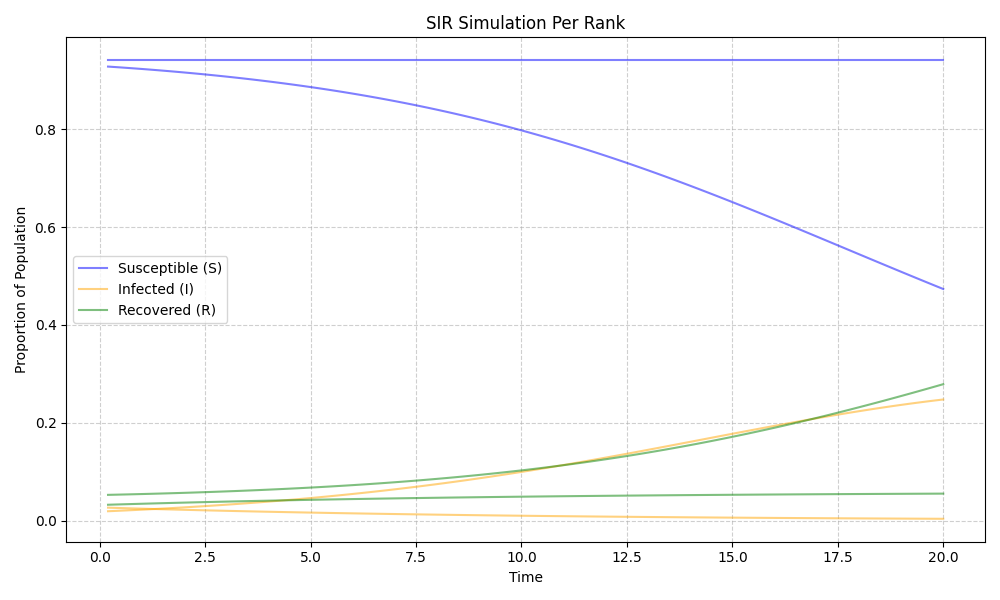 SIR Simulation Per Rank
Proportion of Population
0.8
0.6
0.4
0.2
0.0
Susceptible (S)
Infected (I)
Recovered (R)
0.0 2.5 5.0 7.5 10.0 12.5 15.0 17.5 20.0
Time